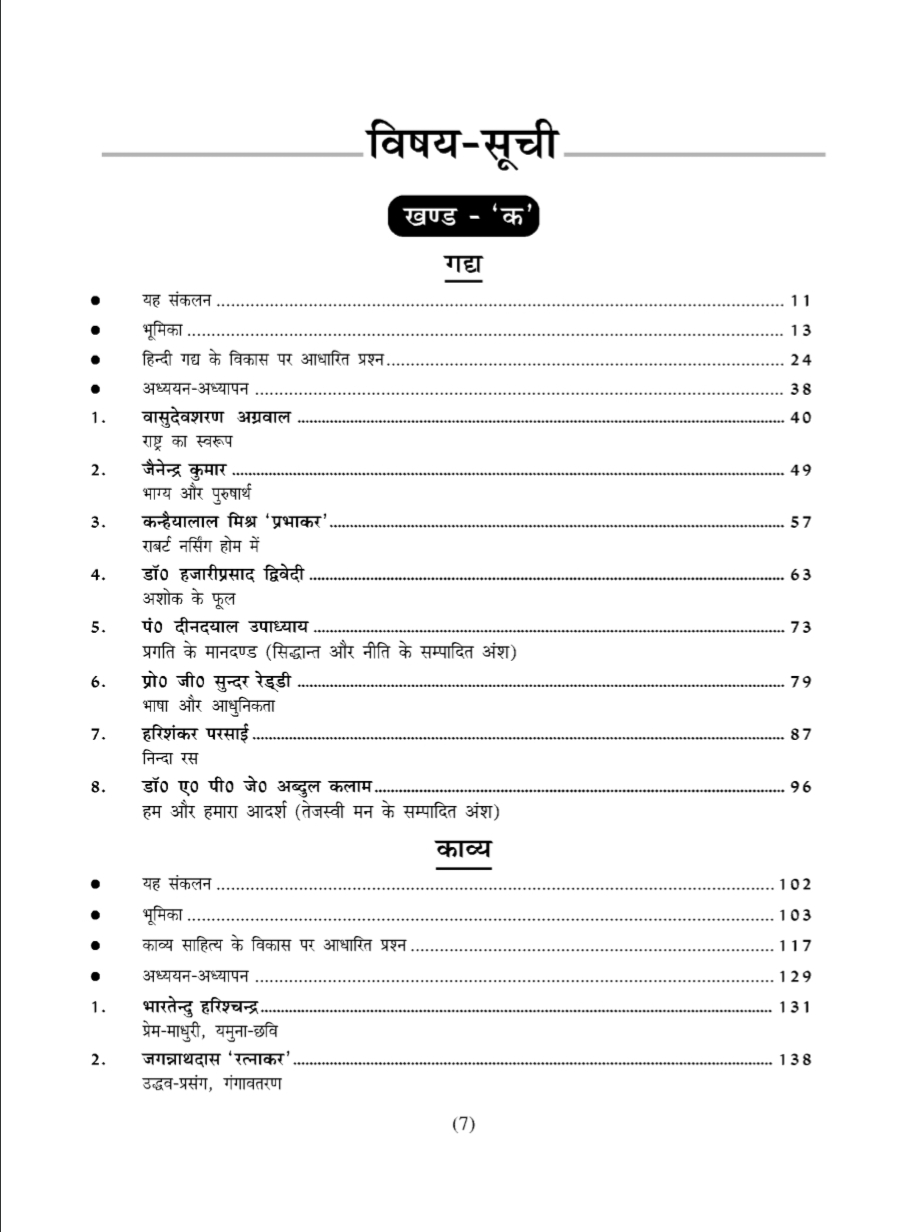 विषय-सूची
खण्ड - ‘क’
गद्य
● यह संकलन ........ 11
● भूमिका ........ 13
● हिन्दी गद्य के विकास पर आधारित प्रश्न ........ 24
● अध्ययन-अध्यापन ........ 38
1. वासुदेवशरण अग्रवाल ........ 40
राष्ट्र का स्वरूप
2. जैनेन्द्र कुमार ........ 49
भाग्य और पुरुषार्थ
3. कन्हैयालाल मिश्र ‘प्रभाकर’ ........ 57
राबर्ट नर्सिंग होम में
4. डॉ0 हजारीप्रसाद द्विवेदी ........ 63
अशोक के फूल
5. पं0 दीनदयाल उपाध्याय ........ 73
प्रगति के मानदण्ड (सिद्धान्त और नीति के सम्पादित अंश)
6. प्रो0 जी0 सुन्दर रेड्डी ........ 79
भाषा और आधुनिकता
7. हरिशंकर परसाई ........ 87
निन्दा रस
8. डॉ0 ए0 पी0 जे0 अब्दुल कलाम ........ 96
हम और हमारा आदर्श (तेजस्वी मन के सम्पादित अंश)
काव्य
● यह संकलन ........ 102
● भूमिका ........ 103
● काव्य साहित्य के विकास पर आधारित प्रश्न ........ 117
● अध्ययन-अध्यापन ........ 129
1. भारतेन्दु हरिश्चन्द्र ........ 131
प्रेम-माधुरी, यमुना-छवि
2. जगन्नाथदास ‘रत्नाकर’ ........ 138
उद्धव-प्रसंग, गंगावतरण
(7)